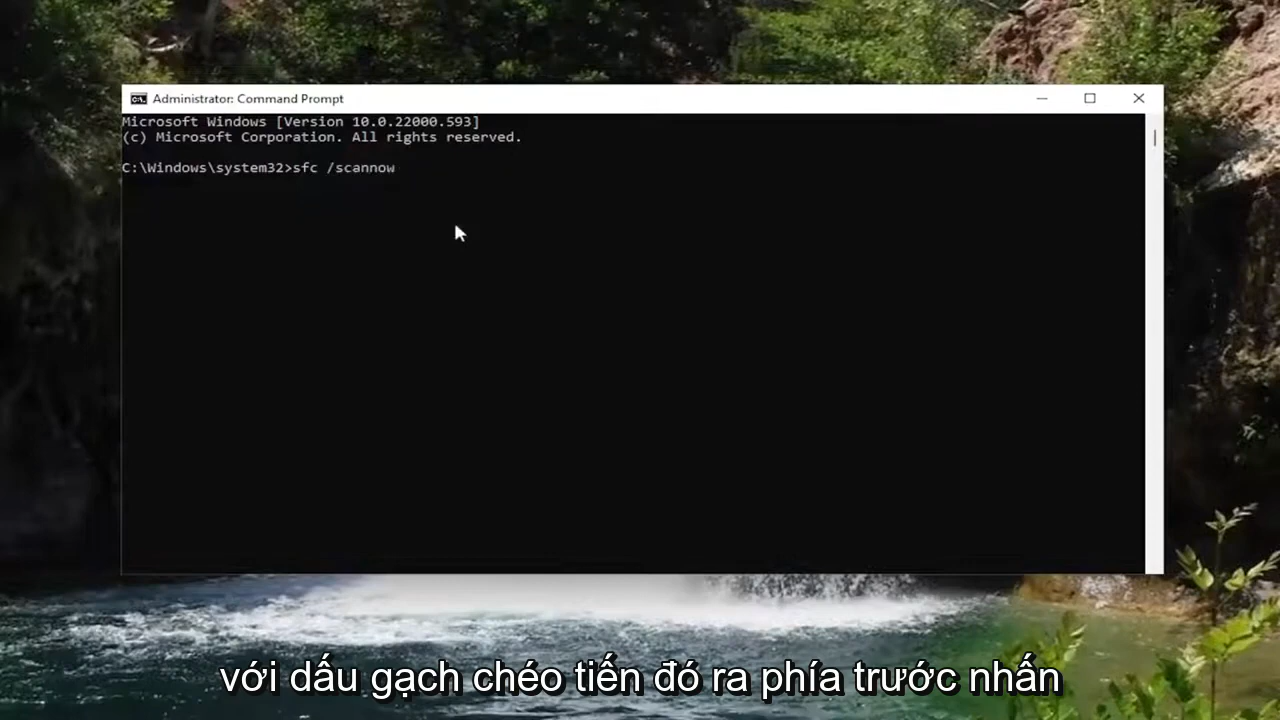 Administrator: Command Prompt
Microsoft Windows [Version 10.0.22000.593]
(c) Microsoft Corporation. All rights reserved.
C:\Windows\system32>sfc /scannow
với dấu gạch chéo tiến đó ra phía trước nhấn